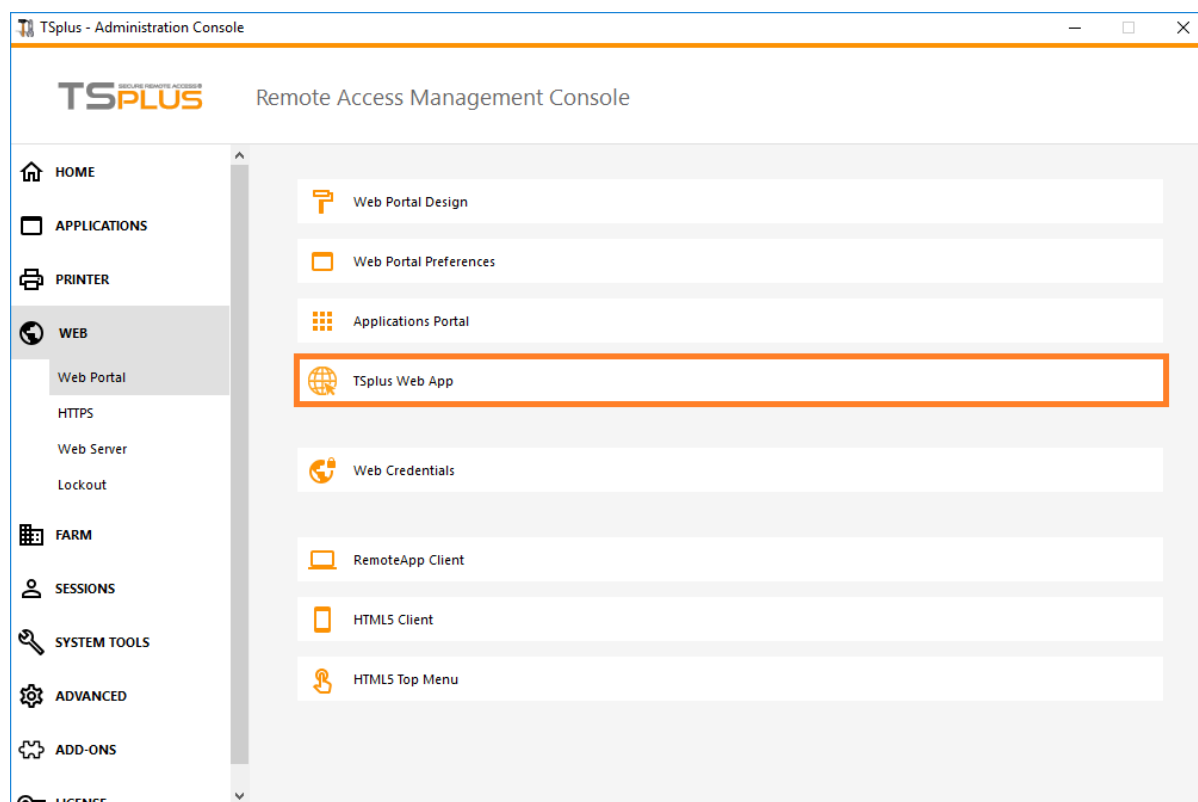 TSplus - Administration Console
SECURE REMOTE ACCESS
TSPLUS
Remote Access Management Console
HOME
APPLICATIONS
PRINTER
WEB
Web Portal
HTTPS
Web Server
Lockout
FARM
SESSIONS
SYSTEM TOOLS
ADVANCED
ADD-ONS
LICENSE
Web Portal Design
Web Portal Preferences
Applications Portal
TSplus Web App
Web Credentials
RemoteApp Client
HTML5 Client
HTML5 Top Menu